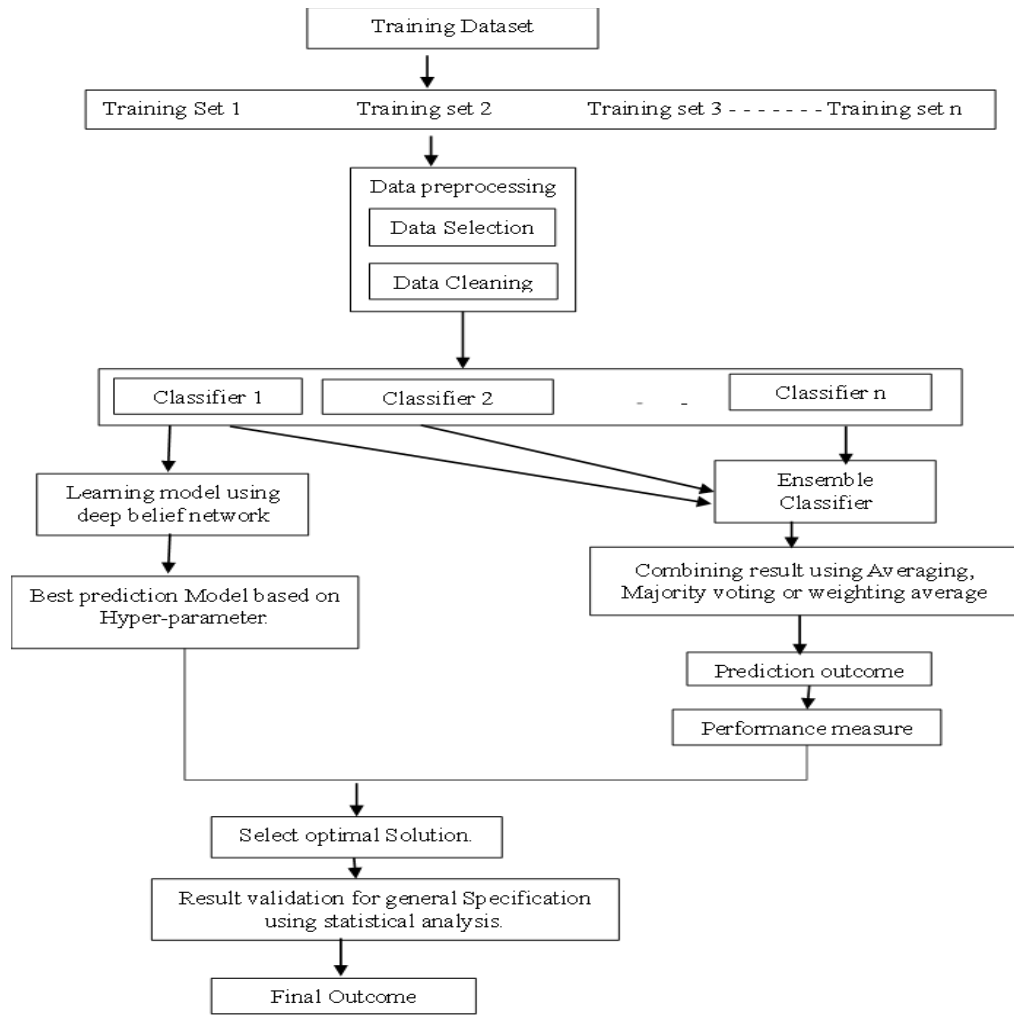 Training Dataset
Training Set 1 Training set 2 Training set 3 - - - - - - - Training set n
Data preprocessing
Data Selection
Data Cleaning
Classifier 1 Classifier 2 - - Classifier n
Learning model using
deep belief network
Ensemble
Classifier
Best prediction Model based on
Hyper-parameter.
Combining result using Averaging,
Majority voting or weighting average
Prediction outcome
Performance measure
Select optimal Solution.
Result validation for general Specification
using statistical analysis.
Final Outcome